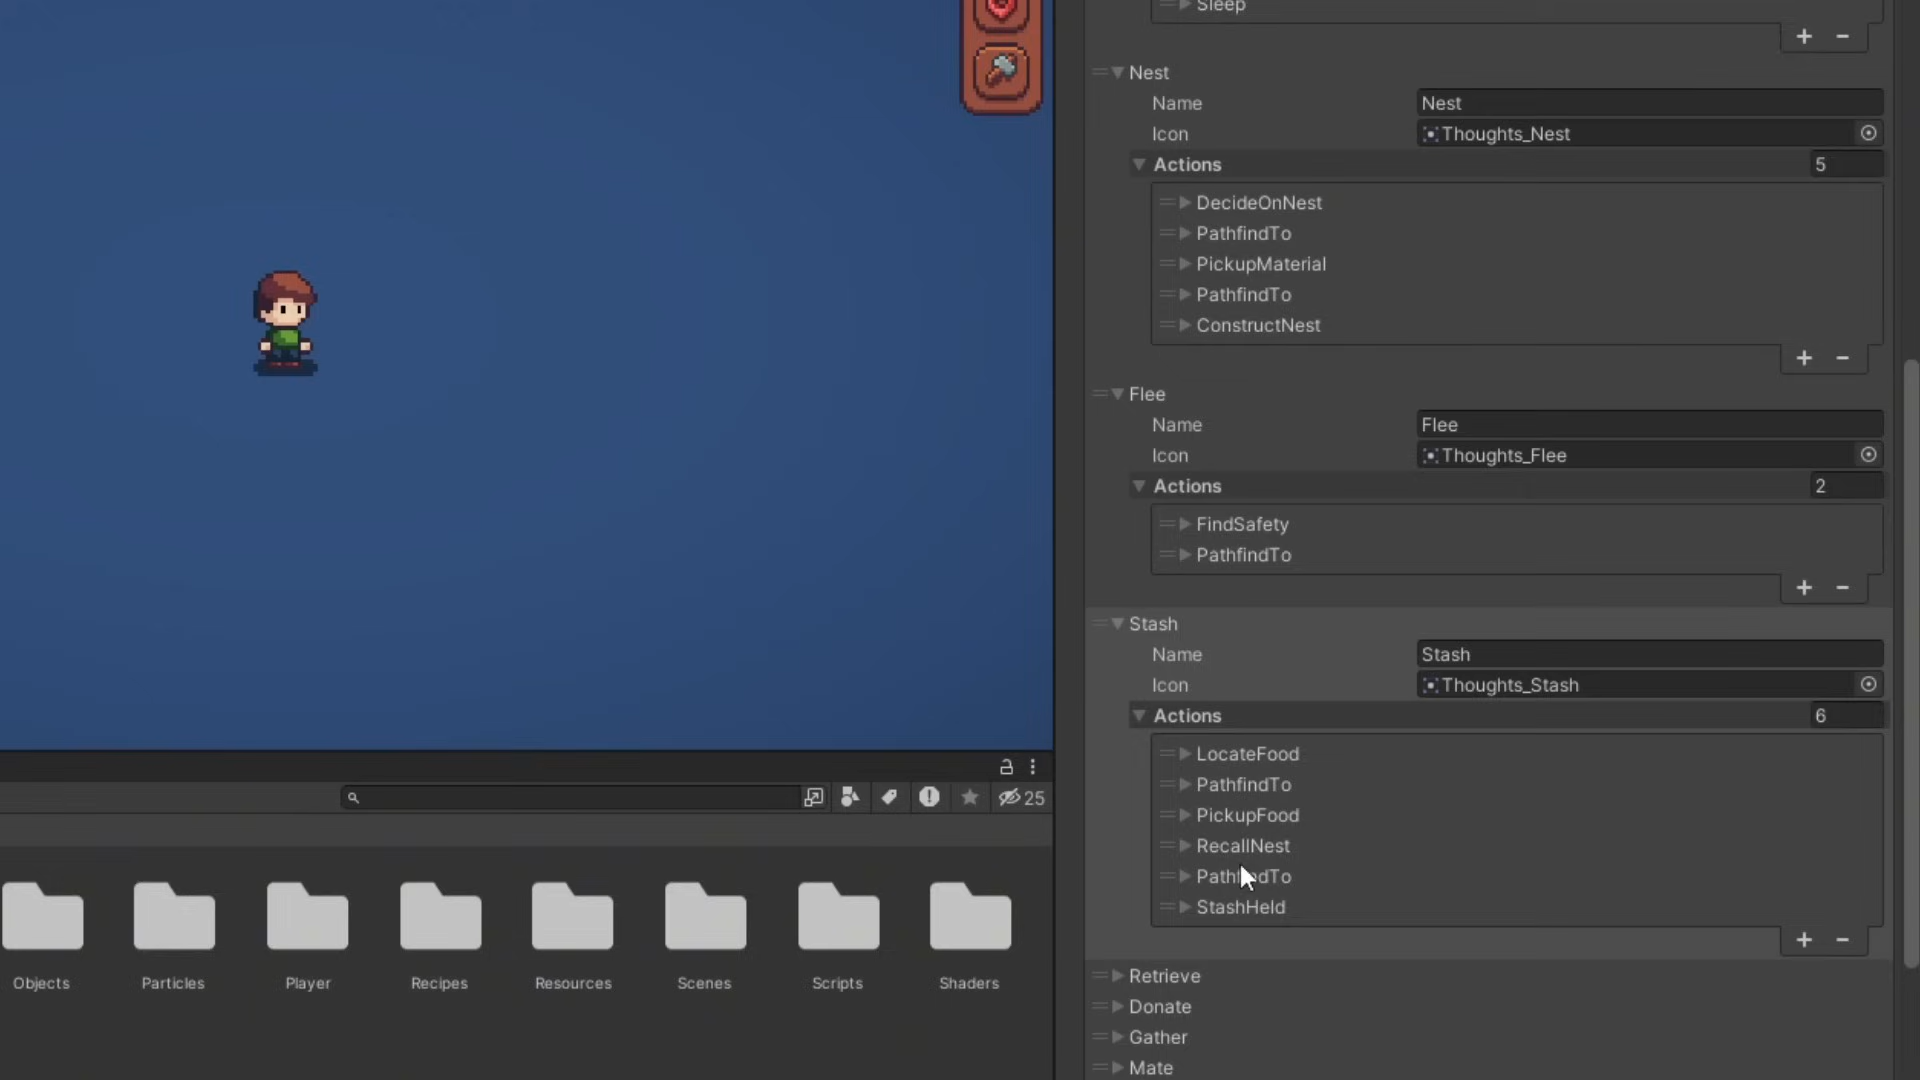 Sleep
Nest
Name Nest
Icon Thoughts_Nest
Actions 5
DecideOnNest
PathfindTo
PickupMaterial
PathfindTo
ConstructNest
Flee
Name Flee
Icon Thoughts_Flee
Actions 2
FindSafety
PathfindTo
Stash
Name Stash
Icon Thoughts_Stash
Actions 6
LocateFood
PathfindTo
PickupFood
RecallNest
PathfindTo
StashHeld
Retrieve
Donate
Gather
Mate
25
Objects Particles Player Recipes Resources Scenes Scripts Shaders